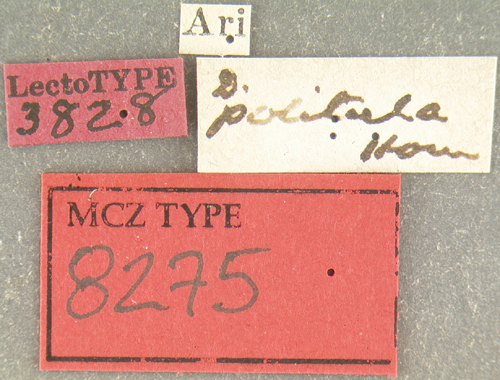 Ari
LectoTYPE
3828
D.
politula
Horn
MCZ TYPE
8275